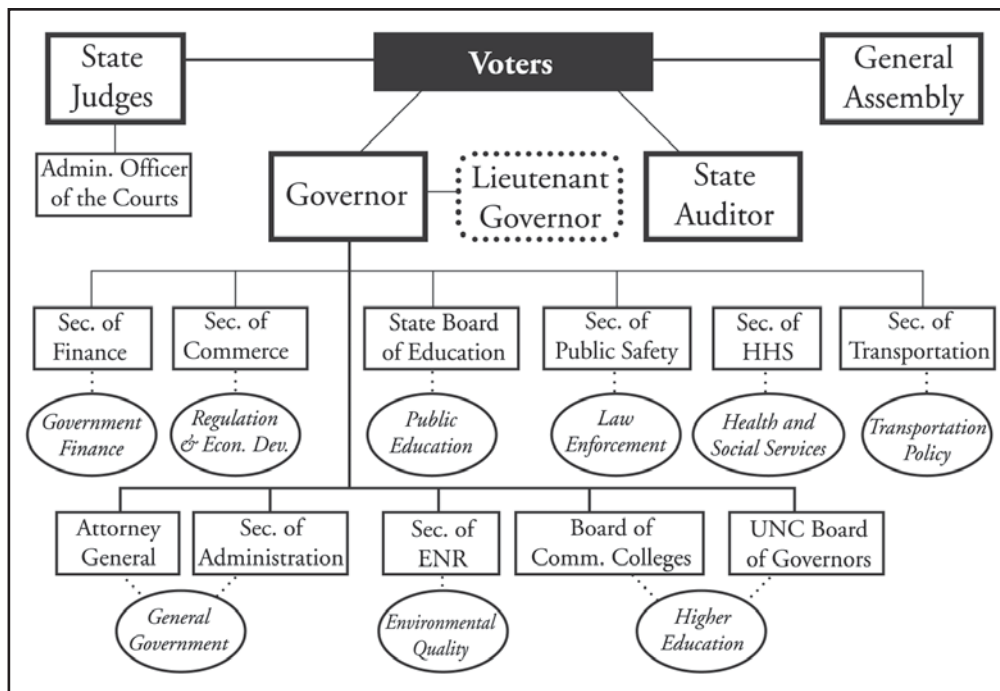 State
Judges
Voters
General
Assembly
Admin. Officer
of the Courts
Governor
Lieutenant
Governor
State
Auditor
Sec. of
Finance
Sec. of
Commerce
State Board
of Education
Sec. of
Public Safety
Sec. of
HHS
Sec. of
Transportation
Government
Finance
Regulation
& Econ. Dev.
Public
Education
Law
Enforcement
Health and
Social Services
Transportation
Policy
Attorney
General
Sec. of
Administration
Sec. of
ENR
Board of
Comm. Colleges
UNC Board
of Governors
General
Government
Environmental
Quality
Higher
Education